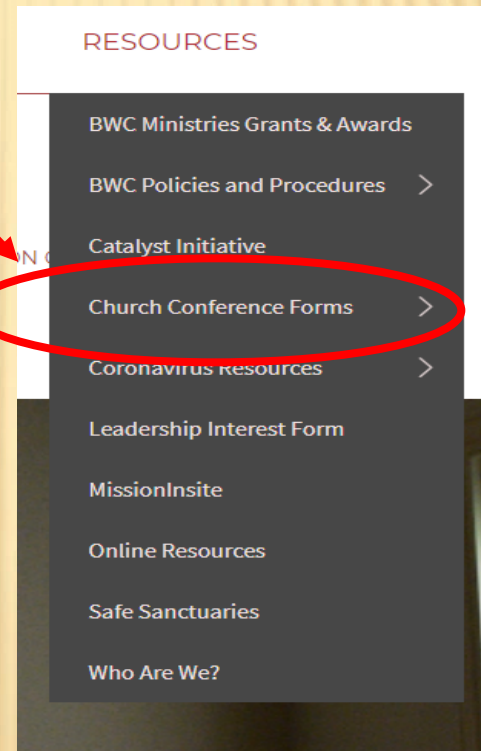 RESOURCES
BWC Ministries Grants & Awards
BWC Policies and Procedures >
Catalyst Initiative
Church Conference Forms >
Coronavirus Resources >
Leadership Interest Form
MissionInsite
Online Resources
Safe Sanctuaries
Who Are We?